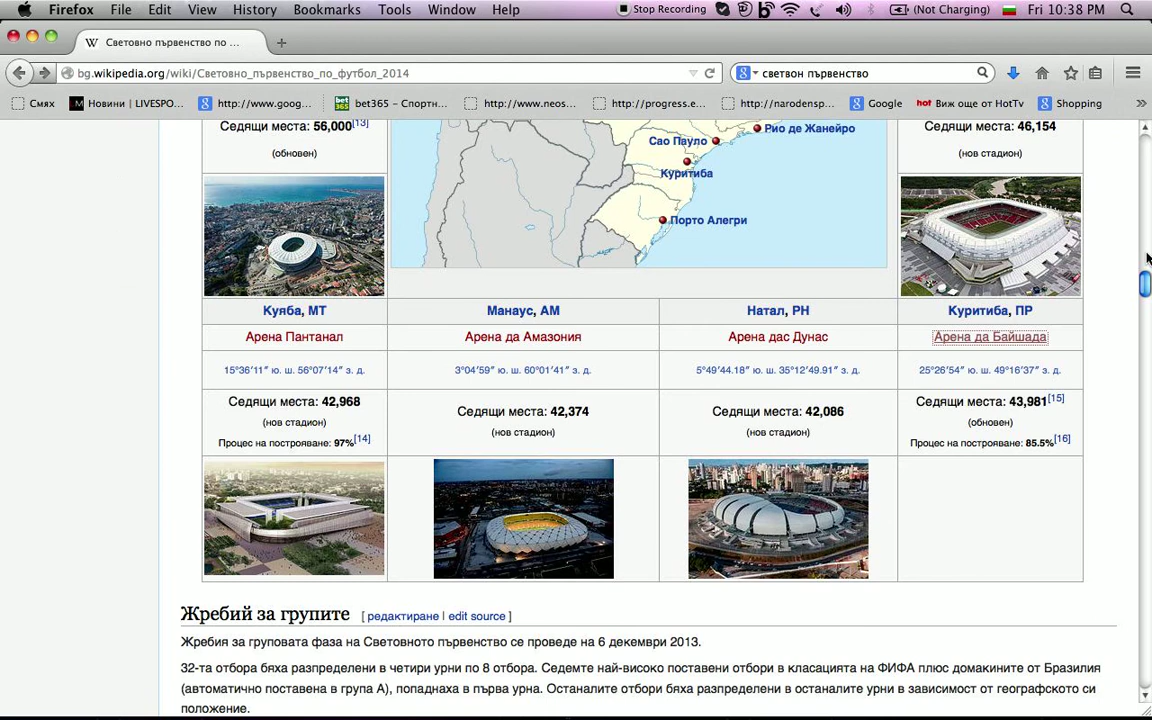 Firefox File Edit View History Bookmarks Tools Window Help Stop Recording (Not Charging) Fri 10:38 PM
Световно първенство по ...
bg.wikipedia.org/wiki/Световно_първенство_по_футбол_2014 светвон първенство
Смях Новини | LIVESPO... http://www.goog... bet365 – Спортн... http://www.neos... http://progress.e... http://narodensp... Google Виж още от HotTv Shopping
Седящи места: 56,000[13]
(обновен)
Рио де Жанейро
Сао Пауло
Куритиба
Порто Алегри
Седящи места: 46,154
(нов стадион)
Куяба, МТ Манаус, АМ Натал, РН Куритиба, ПР
Арена Пантанал Арена да Амазония Арена дас Дунас Арена да Байшада
15°36′11″ ю. ш. 56°07′14″ з. д. 3°04′59″ ю. ш. 60°01′41″ з. д. 5°49′44.18″ ю. ш. 35°12′49.91″ з. д. 25°26′54″ ю. ш. 49°16′37″ з. д.
Седящи места: 42,968
(нов стадион)
Процес на построяване: 97%[14]
Седящи места: 42,374
(нов стадион)
Седящи места: 42,086
(нов стадион)
Седящи места: 43,981[15]
(обновен)
Процес на построяване: 85.5%[16]
Жребий за групите [ редактиране | edit source ]
Жребия за груповата фаза на Световното първенство се проведе на 6 декември 2013.
32-та отбора бяха разпределени в четири урни по 8 отбора. Седемте най-високо поставени отбори в класацията на ФИФА плюс домакините от Бразилия
(автоматично поставена в група А), попаднаха в първа урна. Останалите отбори бяха разпределени в останалите урни в зависимост от географското си
положение.